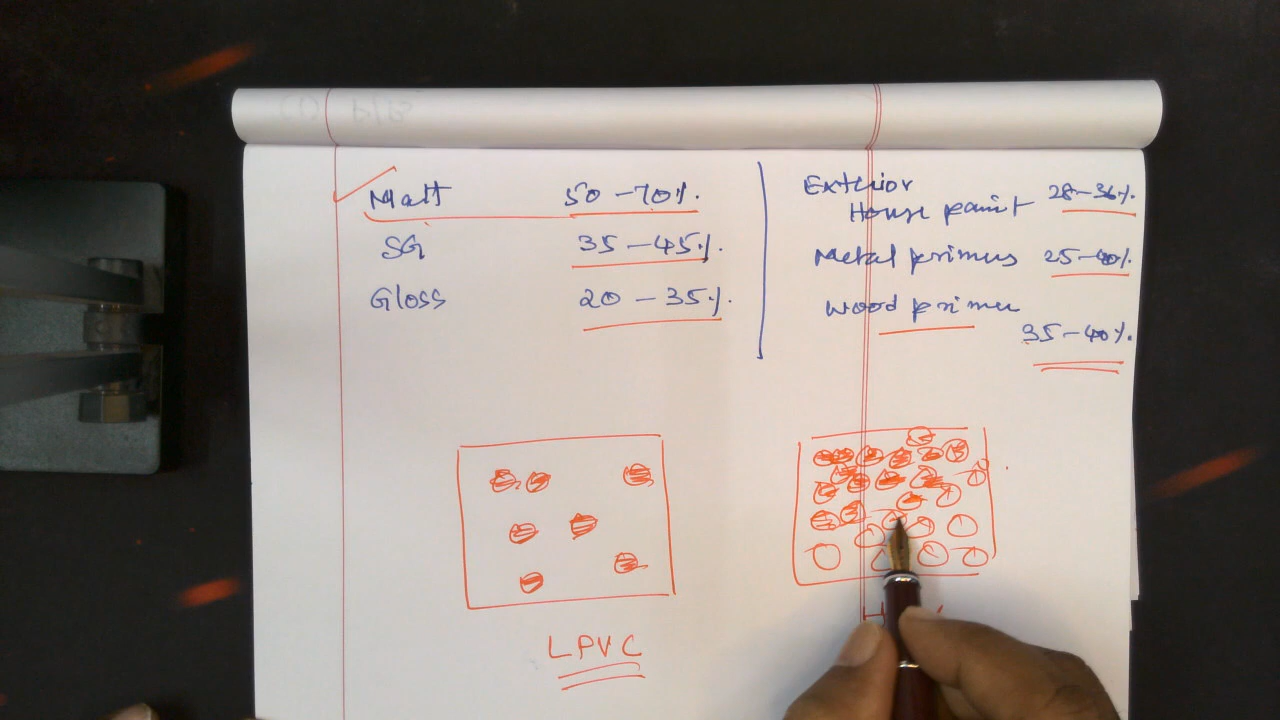 Matt 50-70%.
SG 35-45%.
Gloss 20-35%.
Exterior
House paint 28-36%.
Metal primers 25-40%.
Wood primer
35-40%.
LPVC